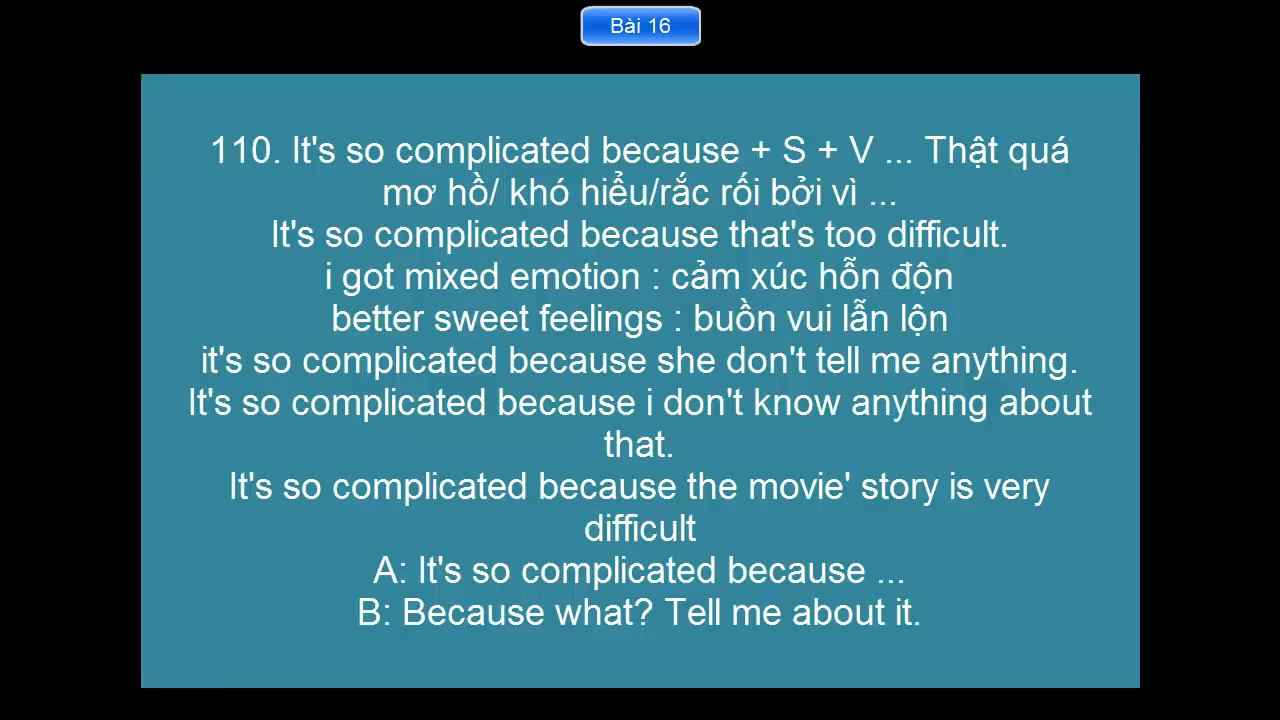 Bài 16
110. It's so complicated because + S + V ... Thật quá
mơ hồ/ khó hiểu/rắc rối bởi vì ...
It's so complicated because that's too difficult.
i got mixed emotion : cảm xúc hỗn độn
better sweet feelings : buồn vui lẫn lộn
it's so complicated because she don't tell me anything.
It's so complicated because i don't know anything about
that.
It's so complicated because the movie' story is very
difficult
A: It's so complicated because ...
B: Because what? Tell me about it.